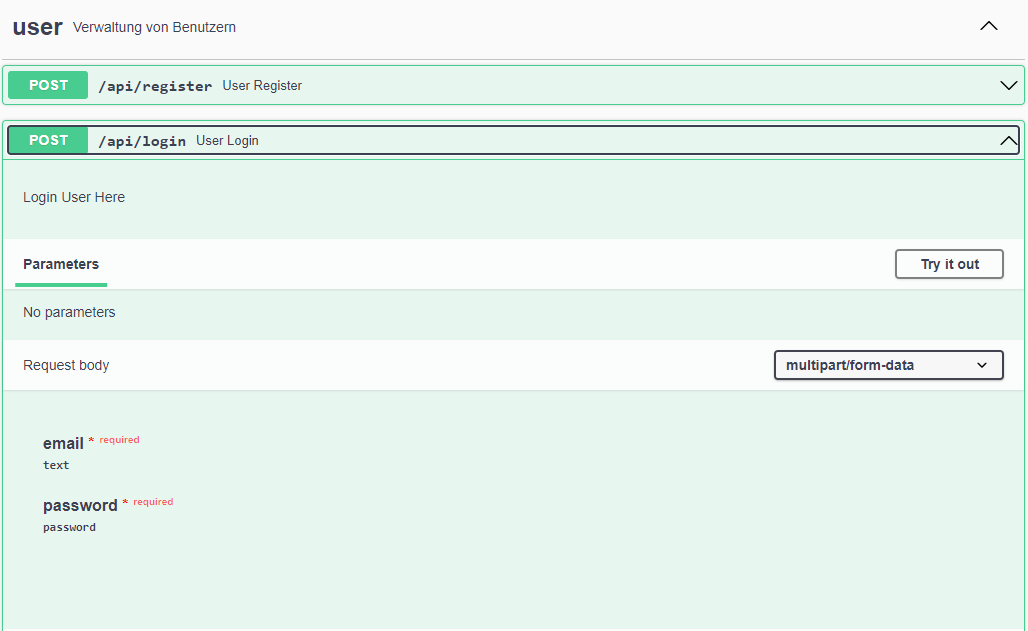 user Verwaltung von Benutzern
POST /api/register User Register
POST /api/login User Login
Login User Here
Parameters Try it out
No parameters
Request body multipart/form-data
email * required
text
password * required
password